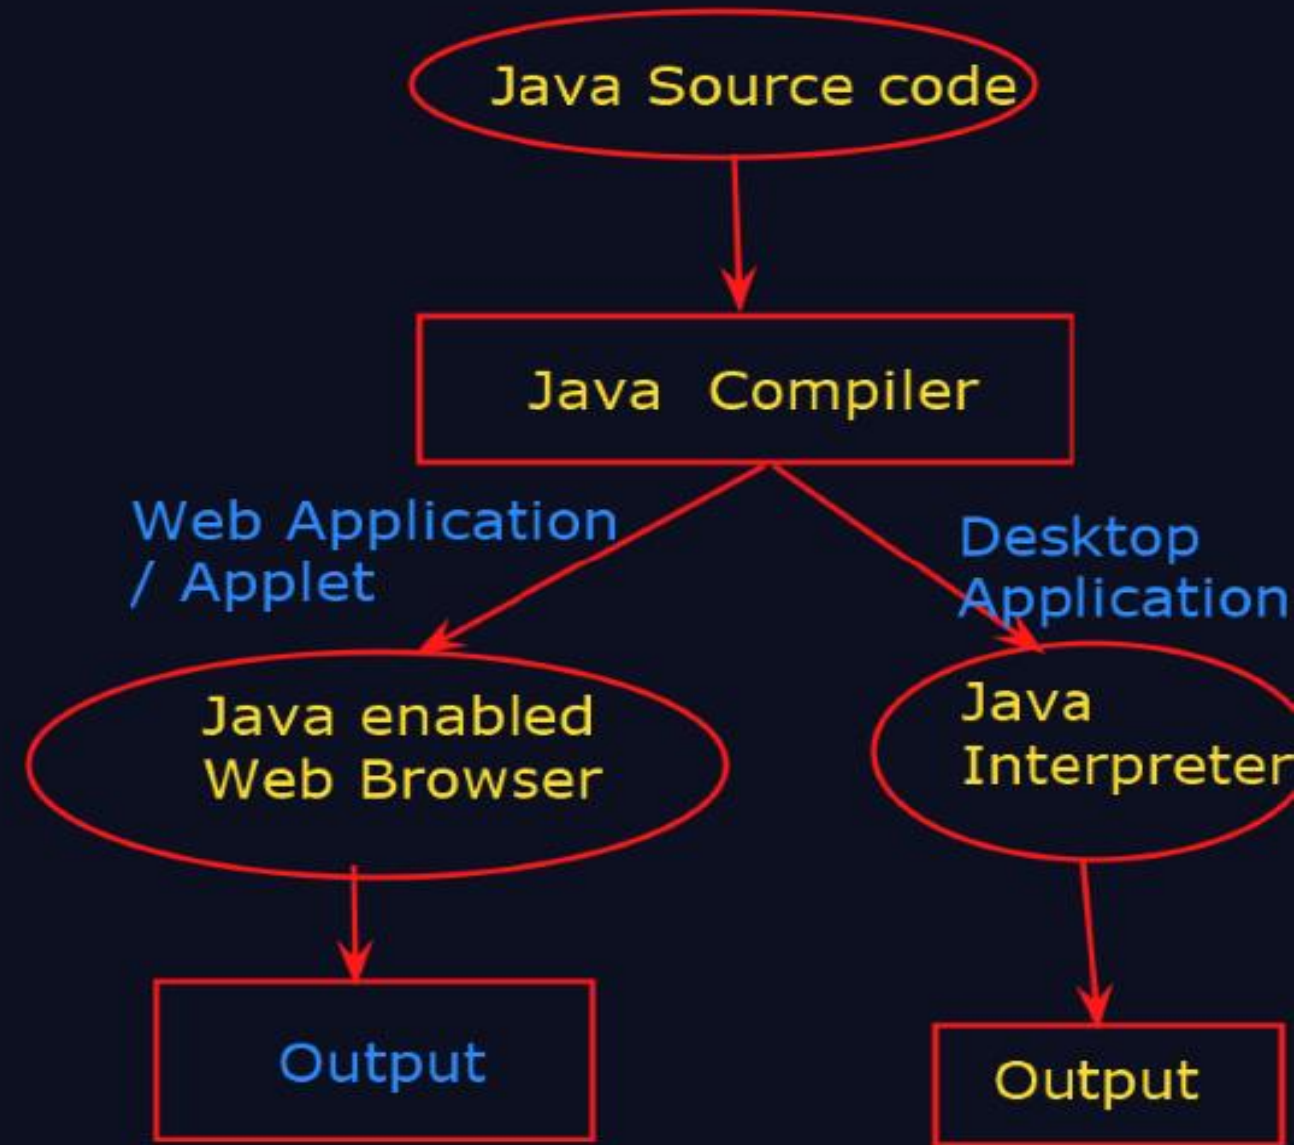 Java Source code
Java Compiler
Web Application
/ Applet
Desktop
Application
Java enabled
Web Browser
Java
Interpreter
Output
Output